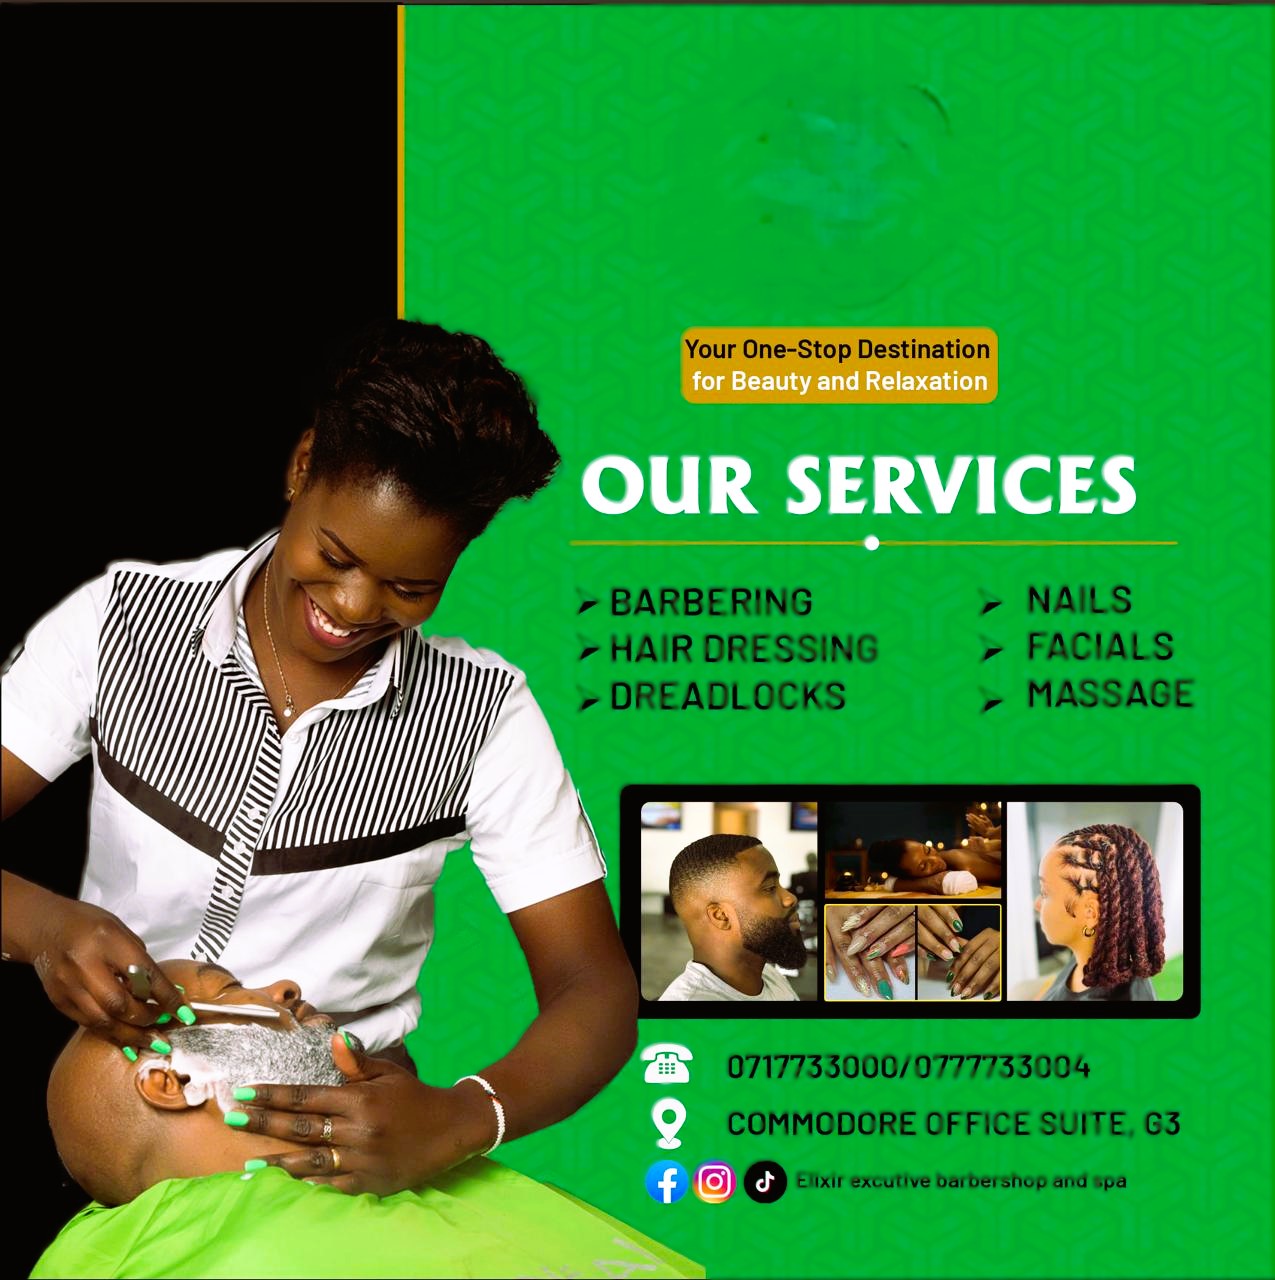 Your One-Stop Destination
for Beauty and Relaxation
OUR SERVICES
BARBERING
HAIR DRESSING
DREADLOCKS
NAILS
FACIALS
MASSAGE
0717733000/0777733004
COMMODORE OFFICE SUITE, G3
Elixir excutive barbershop and spa